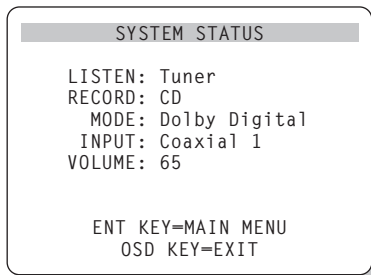 SYSTEM STATUS
LISTEN: Tuner
RECORD: CD
MODE: Dolby Digital
INPUT: Coaxial 1
VOLUME: 65
ENT KEY=MAIN MENU
OSD KEY=EXIT